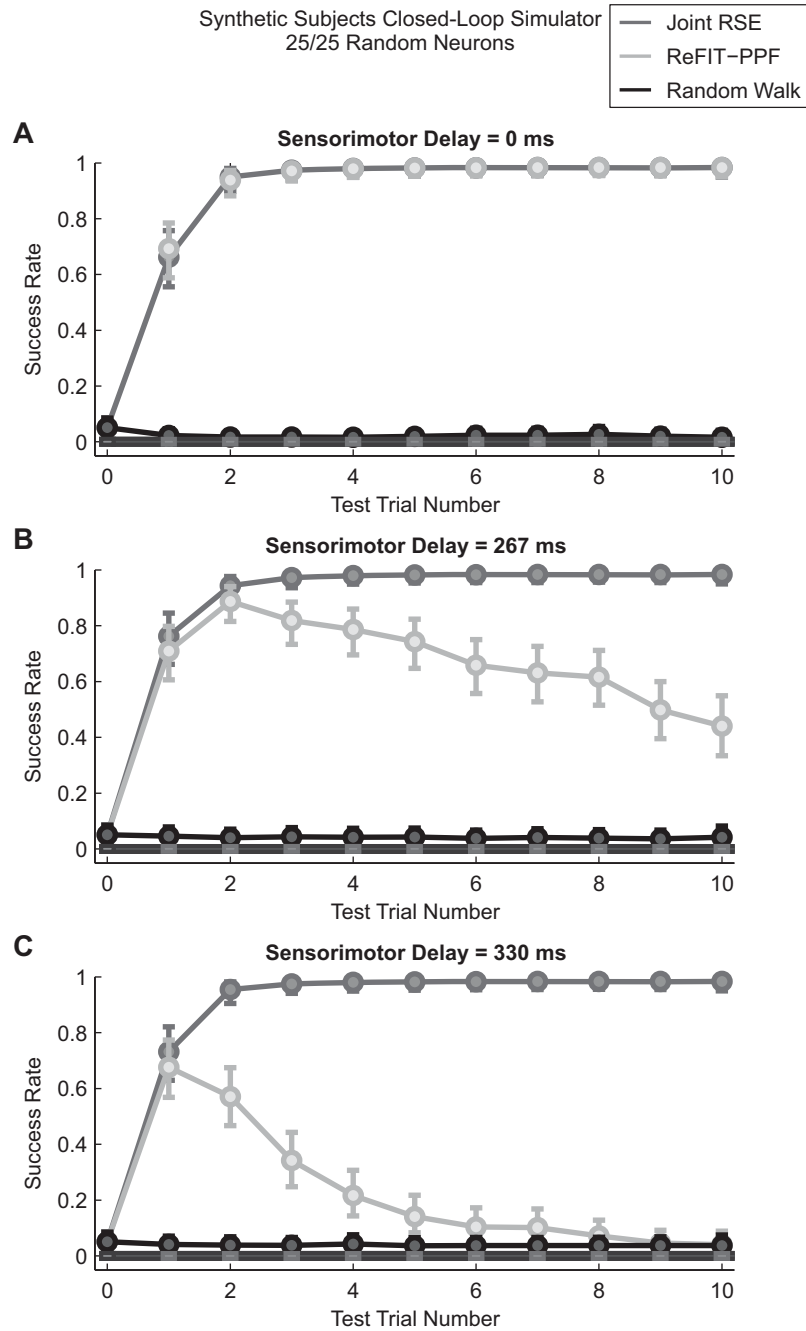 Synthetic Subjects Closed-Loop Simulator
25/25 Random Neurons
Joint RSE
ReFIT−PPF
Random Walk
A
Sensorimotor Delay = 0 ms
1
0.8
0.6
0.4
0.2
0
Success Rate
0 2 4 6 8 10
Test Trial Number
B
Sensorimotor Delay = 267 ms
1
0.8
0.6
0.4
0.2
0
Success Rate
0 2 4 6 8 10
Test Trial Number
C
Sensorimotor Delay = 330 ms
1
0.8
0.6
0.4
0.2
0
Success Rate
0 2 4 6 8 10
Test Trial Number